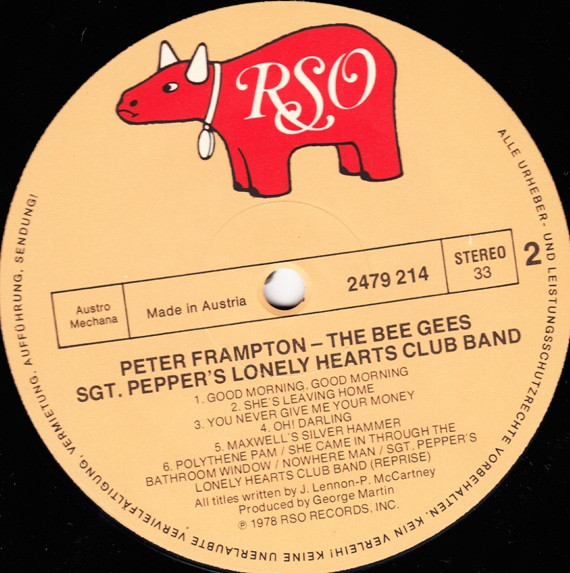 RSO
ALLE URHEBER- UND LEISTUNGSSCHUTZRECHTE VORBEHALTEN. KEIN VERLEIH! KEINE UNERLAUBTE VERVIELFÄLTIGUNG, VERMIETUNG, AUFFÜHRUNG, SENDUNG!
Austro
Mechana
Made in Austria
2479 214
STEREO
33
2
PETER FRAMPTON – THE BEE GEES
SGT. PEPPER'S LONELY HEARTS CLUB BAND
1. GOOD MORNING, GOOD MORNING
2. SHE'S LEAVING HOME
3. YOU NEVER GIVE ME YOUR MONEY
4. OH! DARLING
5. MAXWELL'S SILVER HAMMER
6. POLYTHENE PAM / SHE CAME IN THROUGH THE
BATHROOM WINDOW / NOWHERE MAN / SGT. PEPPER'S
LONELY HEARTS CLUB BAND (REPRISE)
All titles written by J. Lennon-P. McCartney
Produced by George Martin
℗ 1978 RSO RECORDS, INC.